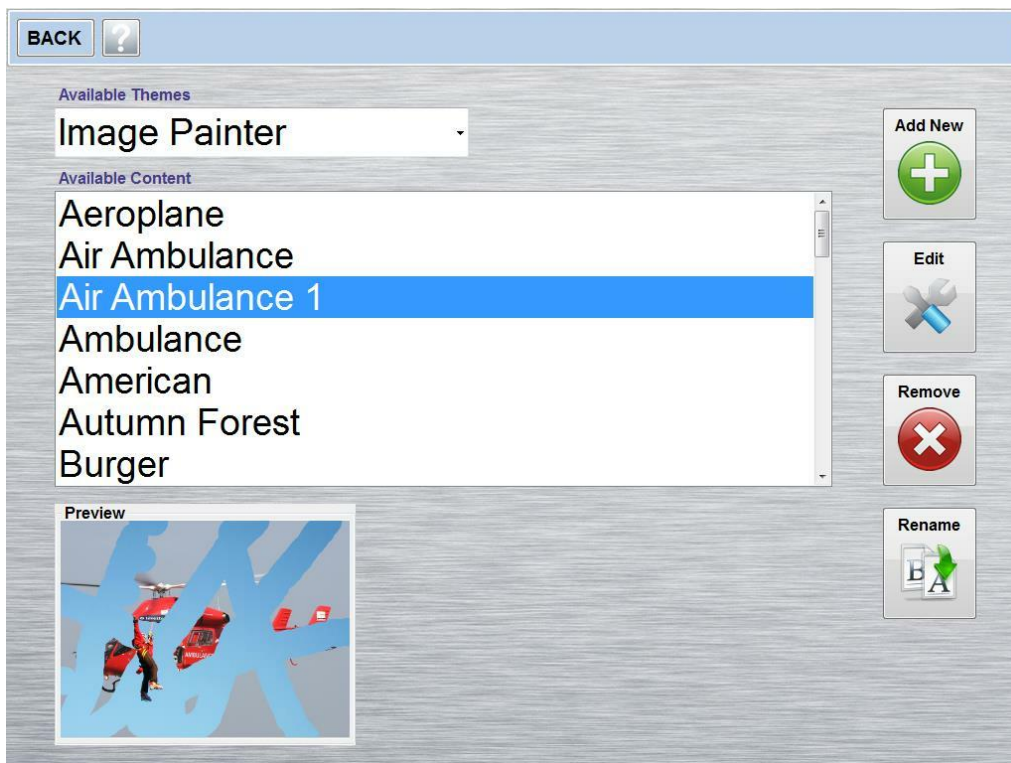 BACK
?
Available Themes
Image Painter
Available Content
Aeroplane
Air Ambulance
Air Ambulance 1
Ambulance
American
Autumn Forest
Burger
Preview
Add New
Edit
Remove
Rename
B
A